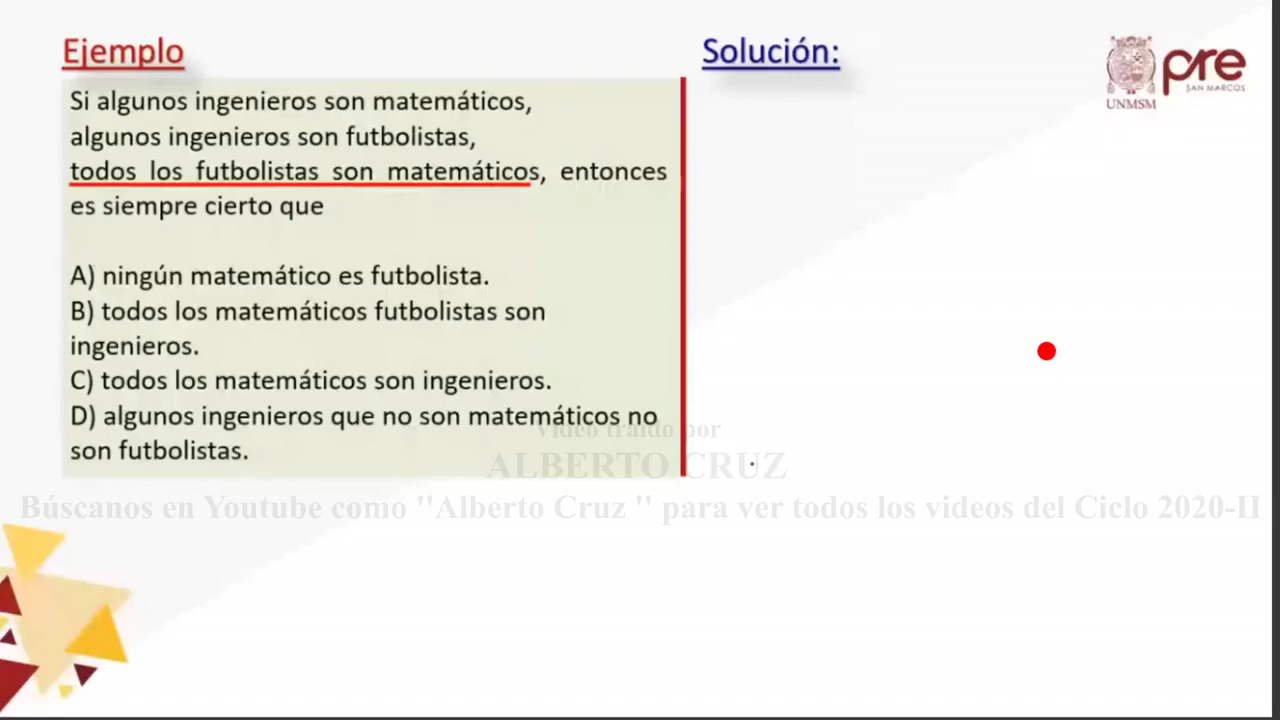 Ejemplo
Solución:
pre
SAN MARCOS
UNMSM
Si algunos ingenieros son matemáticos,
algunos ingenieros son futbolistas,
todos los futbolistas son matemáticos, entonces
es siempre cierto que
A) ningún matemático es futbolista.
B) todos los matemáticos futbolistas son
ingenieros.
C) todos los matemáticos son ingenieros.
D) algunos ingenieros que no son matemáticos no
son futbolistas.
Video traido por
ALBERTO CRUZ
Búscanos en Youtube como ''Alberto Cruz '' para ver todos los videos del Ciclo 2020-II